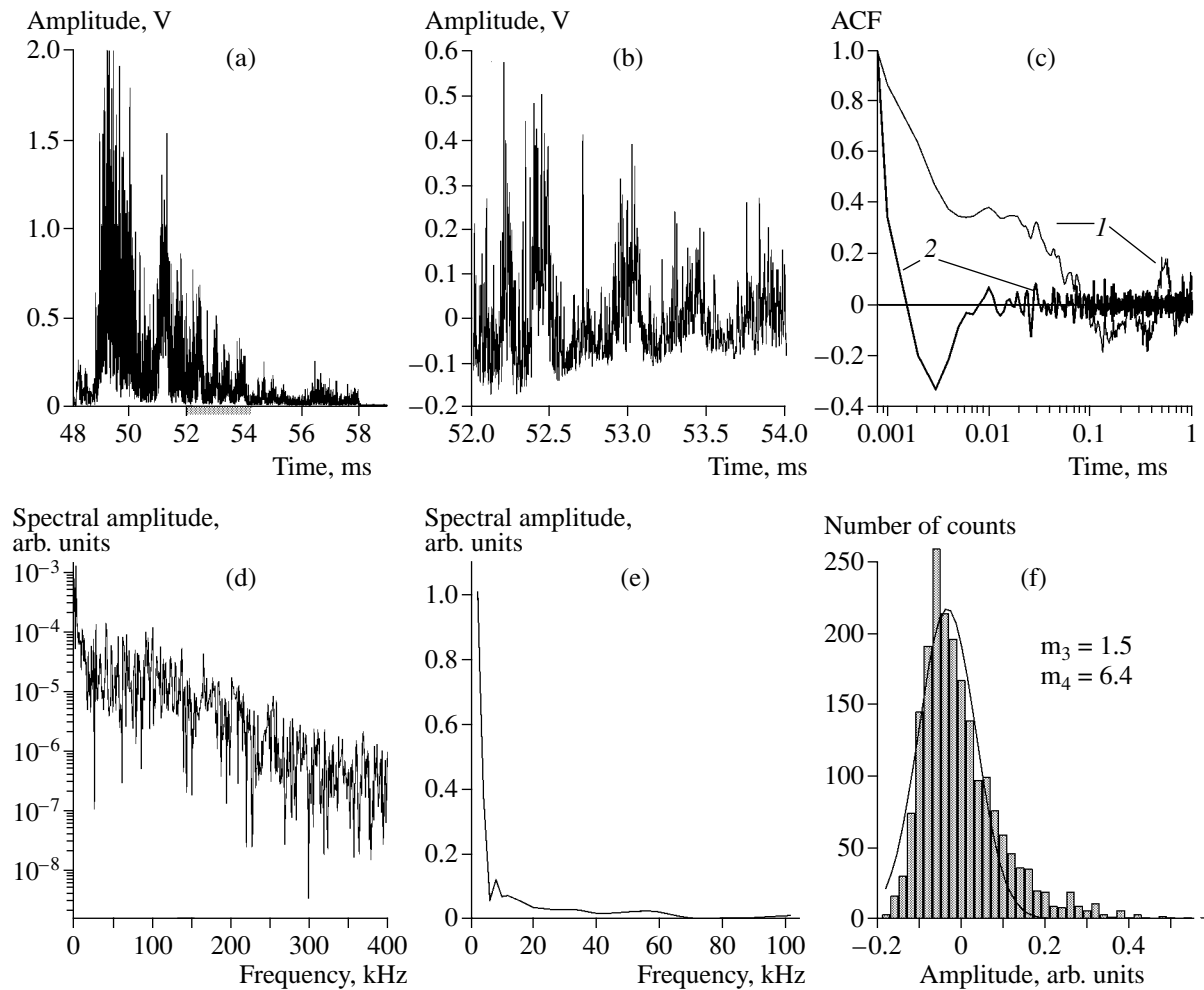 Amplitude, V
(a)
2.0
1.5
1.0
0.5
0
48 50 52 54 56 58
Time, ms
Amplitude, V
(b)
0.6
0.5
0.4
0.3
0.2
0.1
0
−0.1
−0.2
52.0 52.5 53.0 53.5 54.0
Time, ms
ACF
(c)
1.0
0.8
0.6
0.4
0.2
0
−0.2
−0.4
1
2
0.001 0.01 0.1 1
Time, ms
Spectral amplitude,
arb. units
(d)
10−3
10−4
10−5
10−6
10−7
10−8
0 100 200 300 400
Frequency, kHz
Spectral amplitude,
arb. units
(e)
1.0
0.8
0.6
0.4
0.2
0
0 20 40 60 80 100
Frequency, kHz
Number of counts
(f)
250
200
150
100
50
0
m3 = 1.5
m4 = 6.4
−0.2 0 0.2 0.4
Amplitude, arb. units